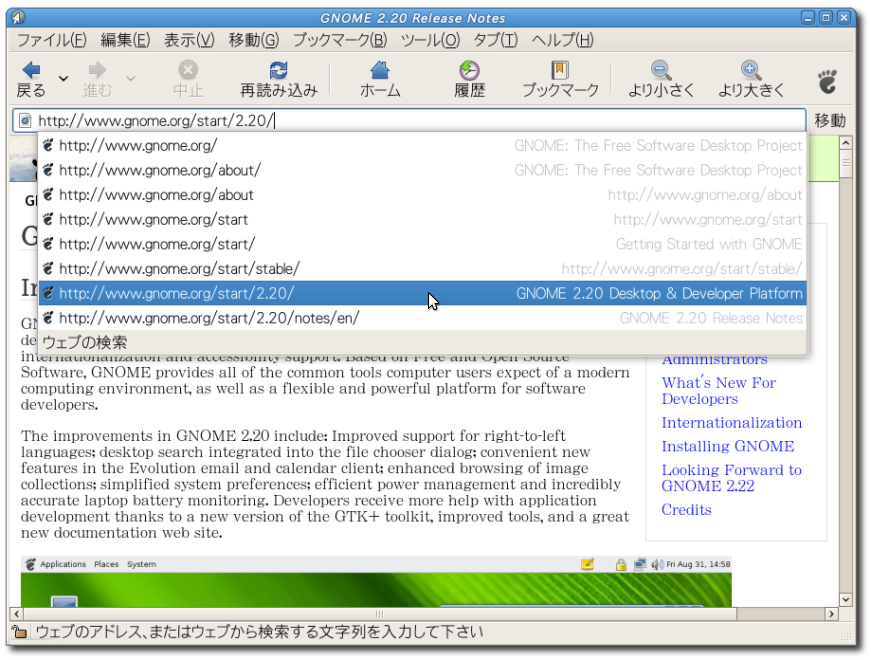 GNOME 2.20 Release Notes
ファイル(F) 編集(E) 表示(V) 移動(G) ブックマーク(B) ツール(O) タブ(T) ヘルプ(H)
戻る 進む 中止 再読み込み ホーム 履歴 ブックマーク より小さく より大きく
http://www.gnome.org/start/2.20/ 移動
http://www.gnome.org/ GNOME: The Free Software Desktop Project
http://www.gnome.org/about/ GNOME: The Free Software Desktop Project
http://www.gnome.org/about http://www.gnome.org/about
http://www.gnome.org/start http://www.gnome.org/start
http://www.gnome.org/start/ Getting Started with GNOME
http://www.gnome.org/start/stable/ http://www.gnome.org/start/stable/
http://www.gnome.org/start/2.20/ GNOME 2.20 Desktop & Developer Platform
http://www.gnome.org/start/2.20/notes/en/ GNOME 2.20 Release Notes
ウェブの検索
internationalization and accessibility support. Based on Free and Open Source
Software, GNOME provides all of the common tools computer users expect of a modern
computing environment, as well as a flexible and powerful platform for software
developers.
The improvements in GNOME 2.20 include: Improved support for right-to-left
languages; desktop search integrated into the file chooser dialog; convenient new
features in the Evolution email and calendar client; enhanced browsing of image
collections; simplified system preferences; efficient power management and incredibly
accurate laptop battery monitoring. Developers receive more help with application
development thanks to a new version of the GTK+ toolkit, improved tools, and a great
new documentation web site.
Administrators
What's New For
Developers
Internationalization
Installing GNOME
Looking Forward to
GNOME 2.22
Credits
Applications Places System Fri Aug 31, 14:58
ウェブのアドレス、またはウェブから検索する文字列を入力して下さい